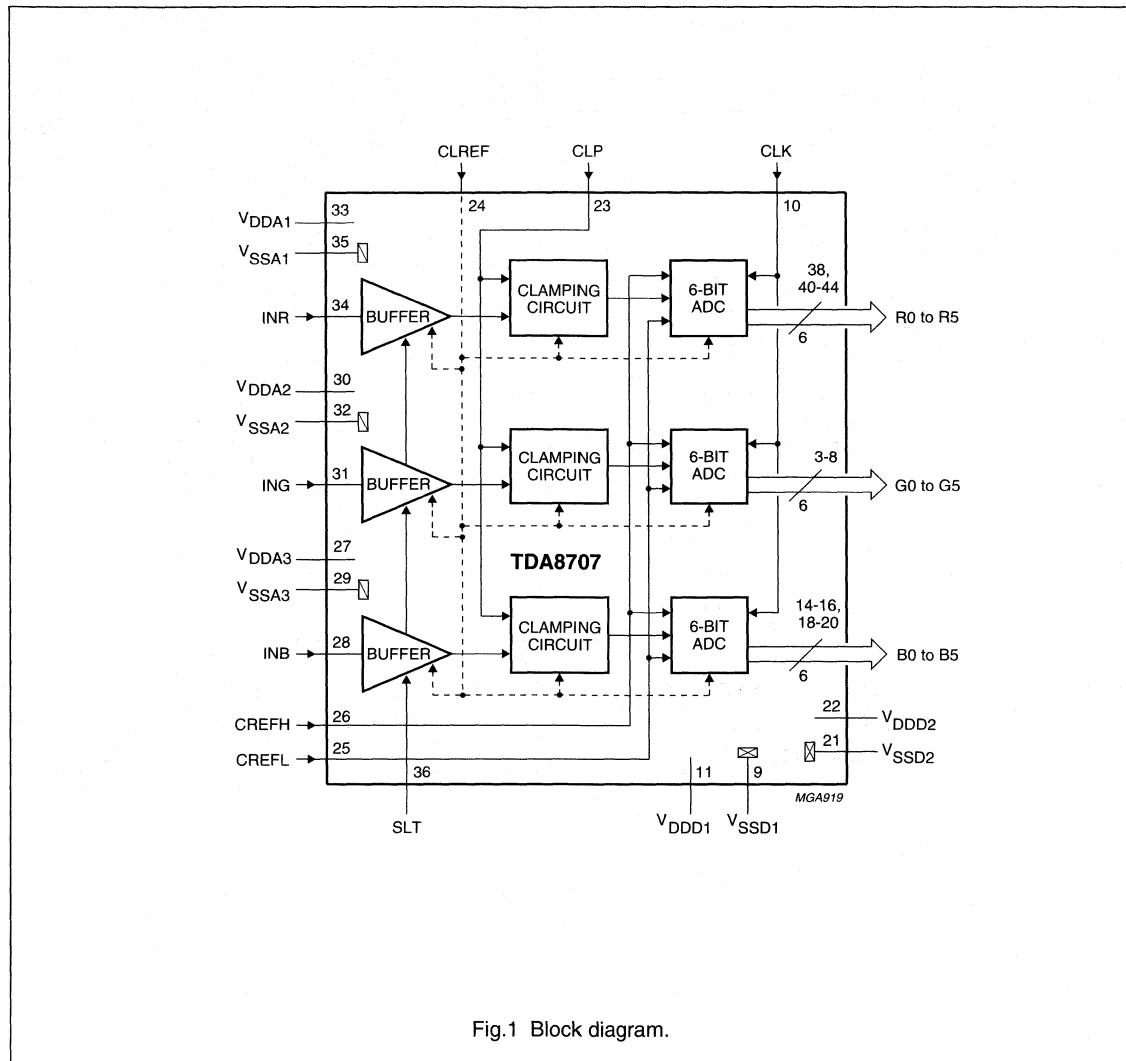 CLREF CLP CLK
24 23 10
VDDA1 33
VSSA1 35
38,
40-44
INR 34 BUFFER CLAMPING CIRCUIT 6-BIT ADC R0 to R5
6
VDDA2 30
VSSA2 32
3-8
ING 31 BUFFER CLAMPING CIRCUIT 6-BIT ADC G0 to G5
6
VDDA3 27
TDA8707
VSSA3 29
14-16,
18-20
INB 28 BUFFER CLAMPING CIRCUIT 6-BIT ADC B0 to B5
6
CREFH 26
22 VDDD2
CREFL 25
21 VSSD2
36 11 9
MGA919
SLT VDDD1 VSSD1
Fig.1 Block diagram.